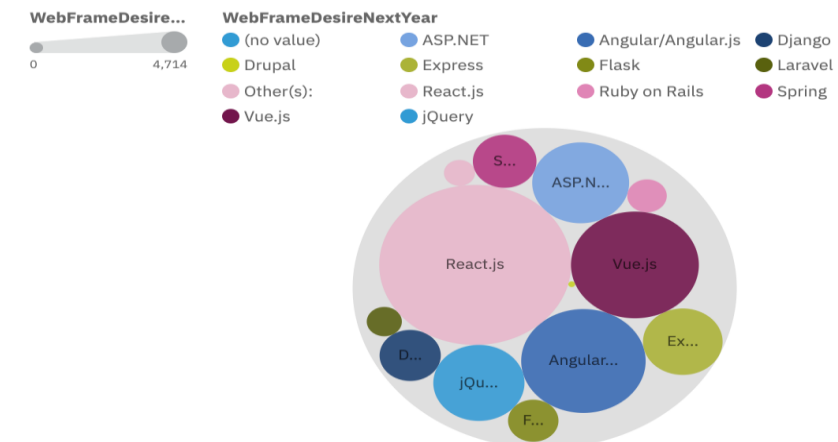 WebFrameDesire... WebFrameDesireNextYear
0 4,714
(no value) ASP.NET Angular/Angular.js Django
Drupal Express Flask Laravel
Other(s): React.js Ruby on Rails Spring
Vue.js jQuery
S...
ASP.N...
React.js Vue.js
Ex...
D... Angular...
jQu...
F...